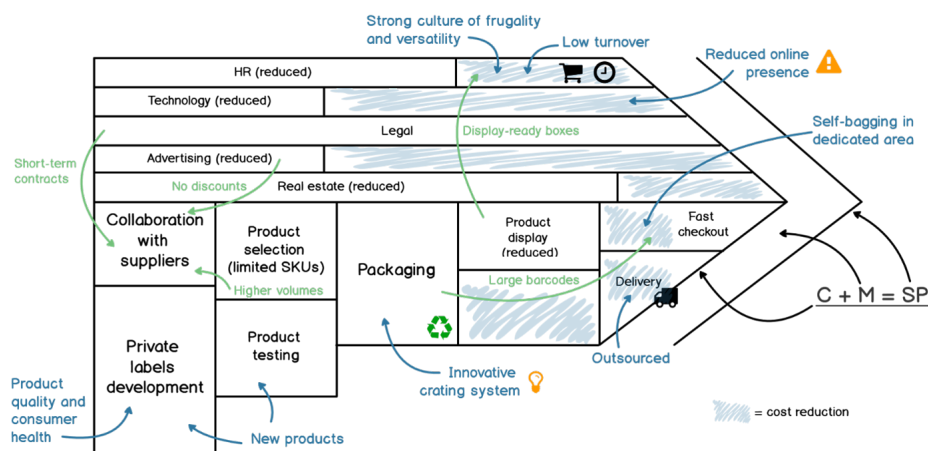 Strong culture of frugality
and versatility
Low turnover
Reduced online
presence
HR (reduced)
Technology (reduced)
Self-bagging in
dedicated area
Legal
Display-ready boxes
Short-term
contracts
Advertising (reduced)
No discounts
Real estate (reduced)
Collaboration
with
suppliers
Product
selection
(limited SKUs)
Higher volumes
Packaging
Product
display
(reduced)
Large barcodes
Fast
checkout
Delivery
C + M = SP
Private
labels
development
Product
testing
Outsourced
Innovative
crating system
Product
quality and
consumer
health
New products
= cost reduction